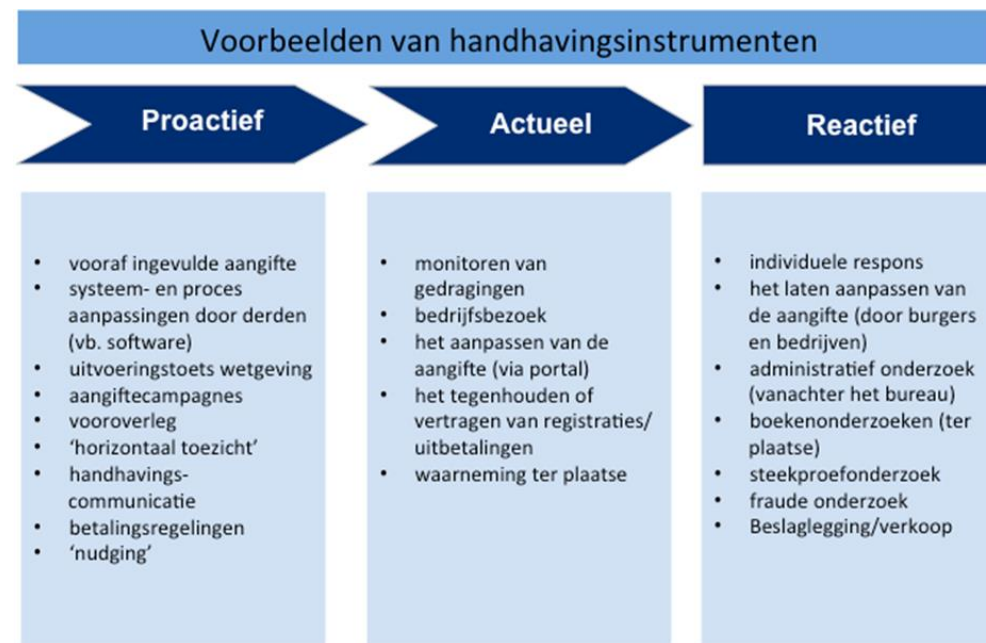 Voorbeelden van handhavingsinstrumenten
Proactief
• vooraf ingevulde aangifte
• systeem- en proces
aanpassingen door derden
(vb. software)
• uitvoeringstoets wetgeving
• aangiftecampagnes
• vooroverleg
• ‘horizontaal toezicht’
• handhavings-
communicatie
• betalingsregelingen
• ‘nudging’
Actueel
• monitoren van
gedragingen
• bedrijfsbezoek
• het aanpassen van de
aangifte (via portal)
• het tegenhouden of
vertragen van registraties/
uitbetalingen
• waarneming ter plaatse
Reactief
• individuele respons
• het laten aanpassen van
de aangifte (door burgers
en bedrijven)
• administratief onderzoek
(vanachter het bureau)
• boekenonderzoeken (ter
plaatse)
• steekproefonderzoek
• fraude onderzoek
• Beslaglegging/verkoop